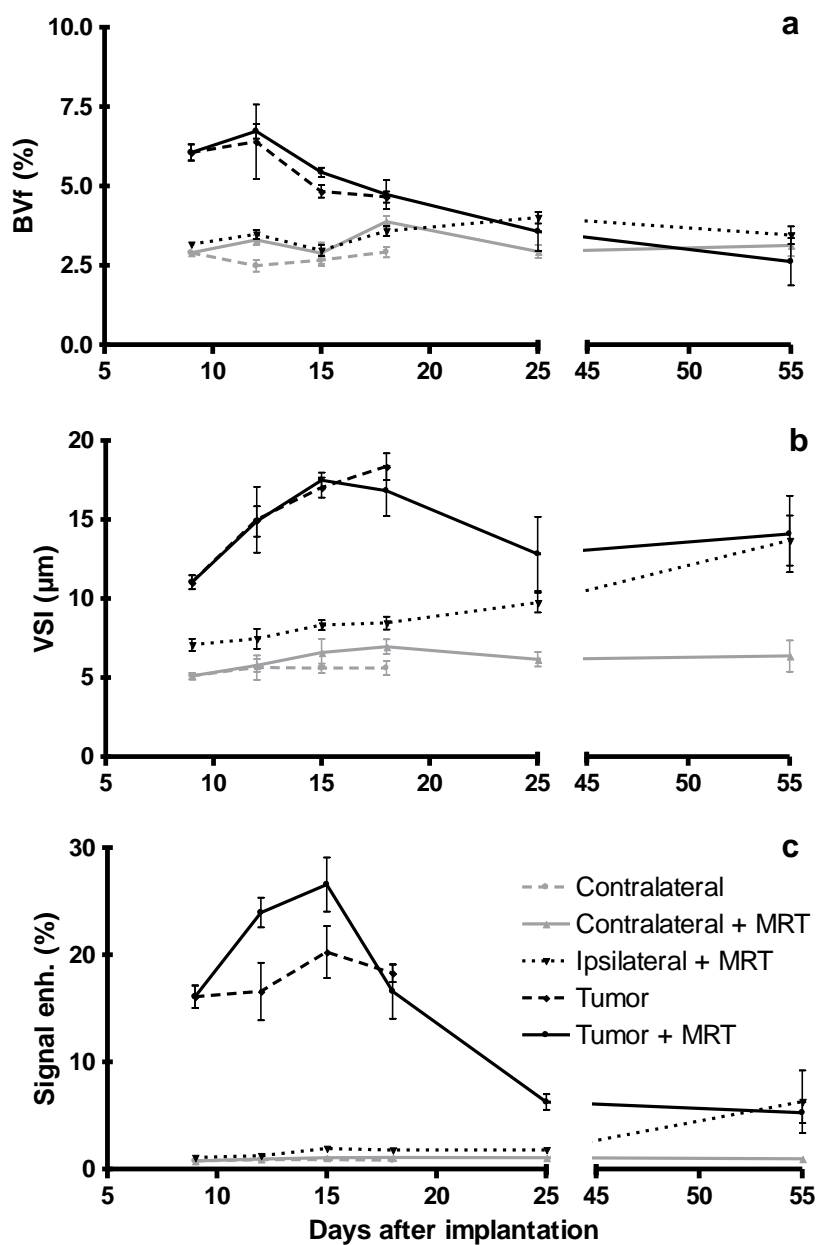 a
BVf (%)
10.0
7.5
5.0
2.5
0.0
5 10 15 20 25 45 50 55
b
VSI (µm)
20
15
10
5
0
5 10 15 20 25 45 50 55
c
Signal enh. (%)
30
20
10
0
Contralateral
Contralateral + MRT
Ipsilateral + MRT
Tumor
Tumor + MRT
5 10 15 20 25 45 50 55
Days after implantation